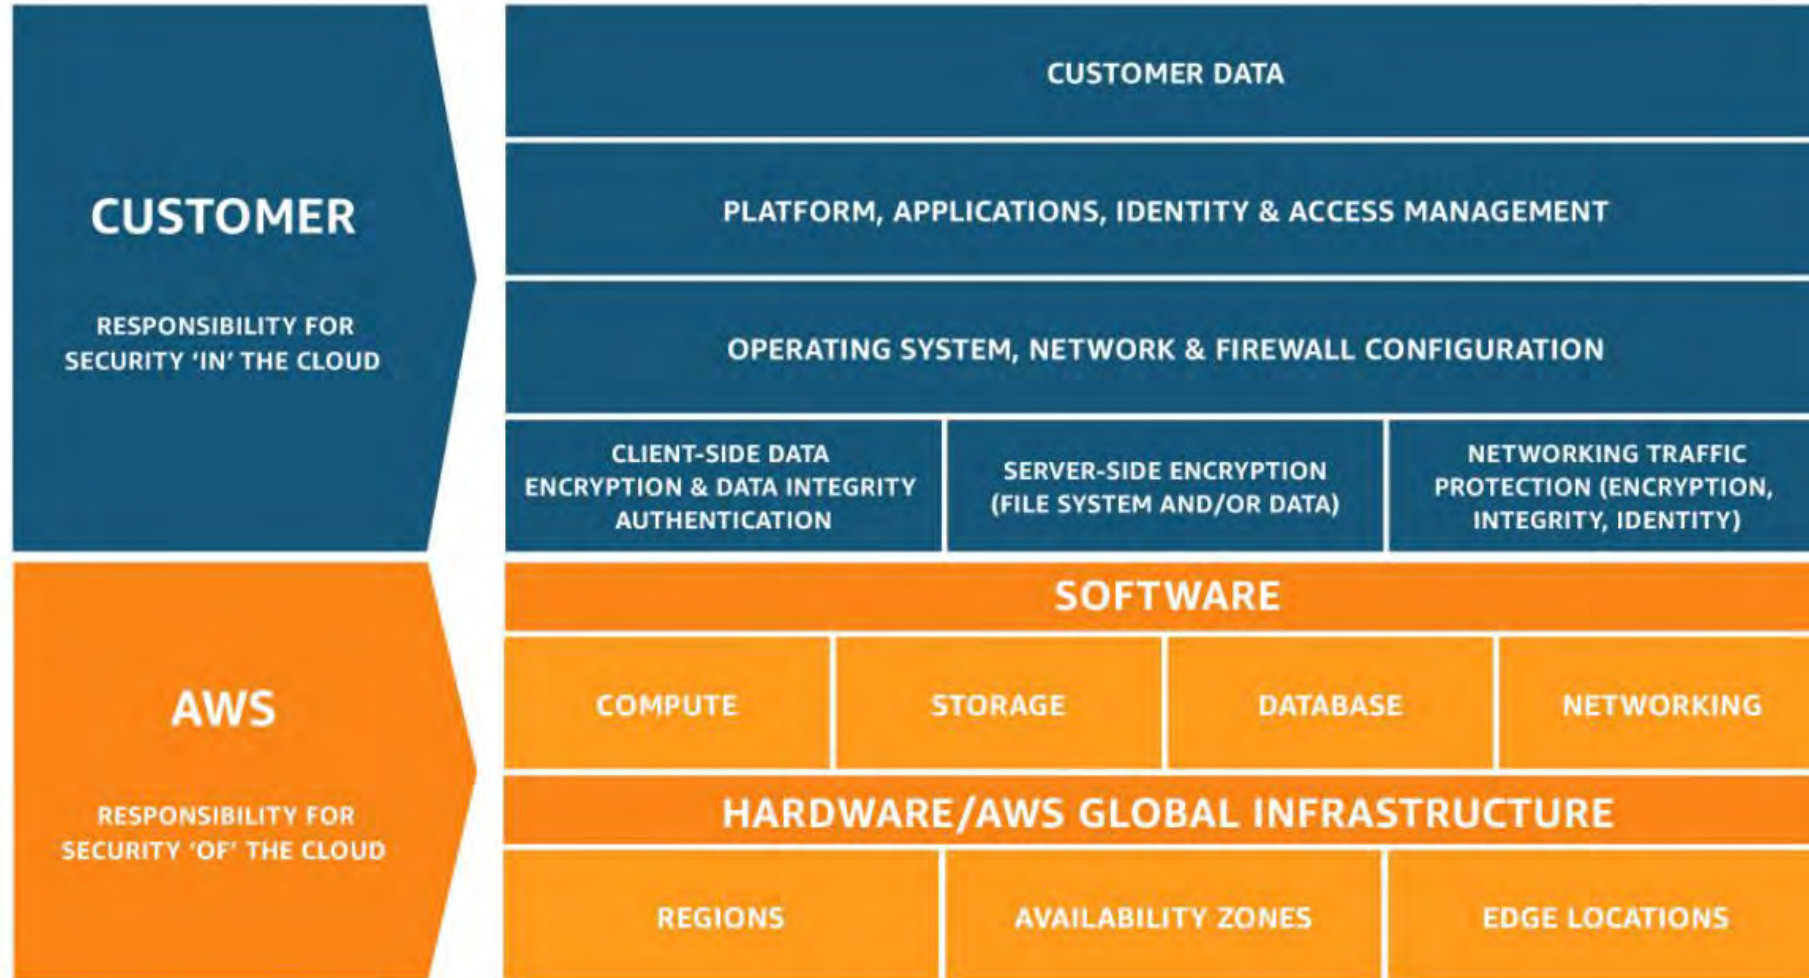 CUSTOMER
RESPONSIBILITY FOR
SECURITY ‘IN’ THE CLOUD
CUSTOMER DATA
PLATFORM, APPLICATIONS, IDENTITY & ACCESS MANAGEMENT
OPERATING SYSTEM, NETWORK & FIREWALL CONFIGURATION
CLIENT-SIDE DATA
ENCRYPTION & DATA INTEGRITY
AUTHENTICATION
SERVER-SIDE ENCRYPTION
(FILE SYSTEM AND/OR DATA)
NETWORKING TRAFFIC
PROTECTION (ENCRYPTION,
INTEGRITY, IDENTITY)
AWS
RESPONSIBILITY FOR
SECURITY ‘OF’ THE CLOUD
SOFTWARE
COMPUTE
STORAGE
DATABASE
NETWORKING
HARDWARE/AWS GLOBAL INFRASTRUCTURE
REGIONS
AVAILABILITY ZONES
EDGE LOCATIONS